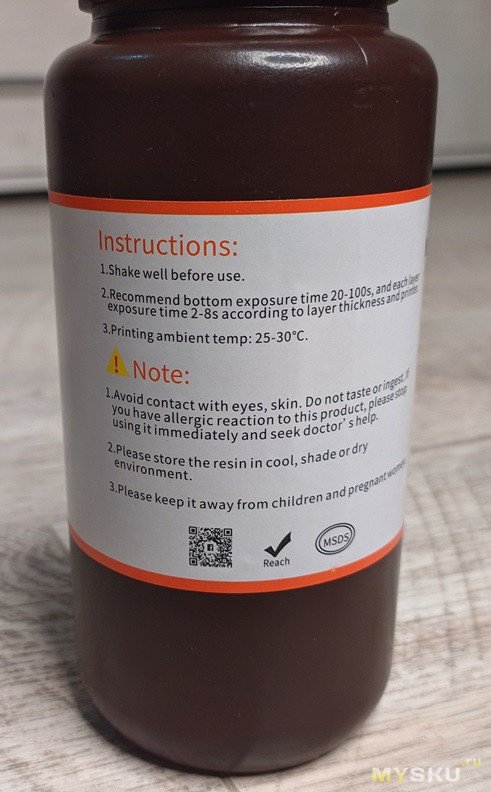 Instructions:
1.Shake well before use.
2.Recommend bottom exposure time 20-100s, and each layer
exposure time 2-8s according to layer thickness and printer.
3.Printing ambient temp: 25-30°C.
Note:
1.Avoid contact with eyes, skin. Do not taste or ingest. If
you have allergic reaction to this product, please stop
using it immediately and seek doctor's help.
2.Please store the resin in cool, shade or dry
environment.
3.Please keep it away from children and pregnant women.
Reach
MSDS
MYSKU.ru